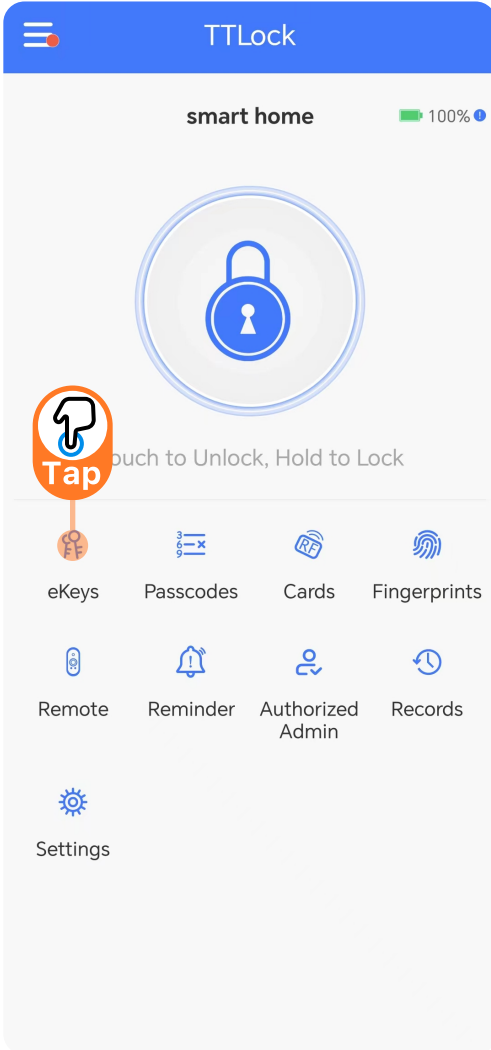 TTLock
smart home
100%
Tap
ouch to Unlock, Hold to Lock
eKeys
Passcodes
Cards
Fingerprints
Remote
Reminder
Authorized
Admin
Records
Settings